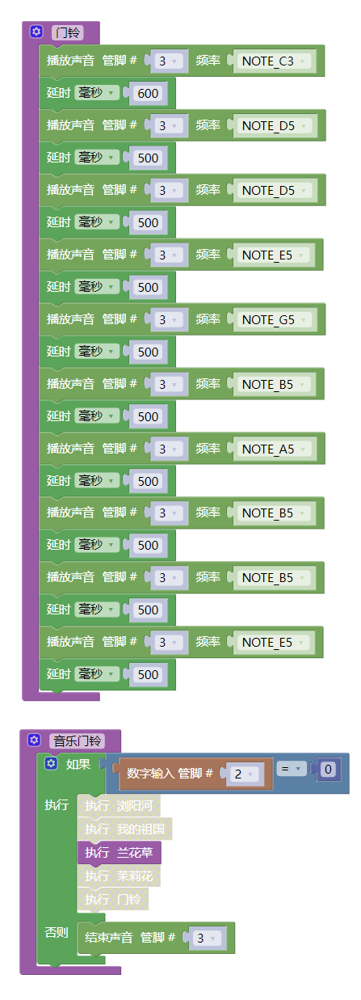 门铃
播放声音 管脚 # 3 频率 NOTE_C3
延时 毫秒 600
播放声音 管脚 # 3 频率 NOTE_D5
延时 毫秒 500
播放声音 管脚 # 3 频率 NOTE_D5
延时 毫秒 500
播放声音 管脚 # 3 频率 NOTE_E5
延时 毫秒 500
播放声音 管脚 # 3 频率 NOTE_G5
延时 毫秒 500
播放声音 管脚 # 3 频率 NOTE_B5
延时 毫秒 500
播放声音 管脚 # 3 频率 NOTE_A5
延时 毫秒 500
播放声音 管脚 # 3 频率 NOTE_B5
延时 毫秒 500
播放声音 管脚 # 3 频率 NOTE_B5
延时 毫秒 500
播放声音 管脚 # 3 频率 NOTE_E5
延时 毫秒 500
音乐门铃
如果 数字输入 管脚 # 2 = 0
执行 执行 浏阳河
执行 我的祖国
执行 兰花草
执行 茉莉花
执行 门铃
否则 结束声音 管脚 # 3